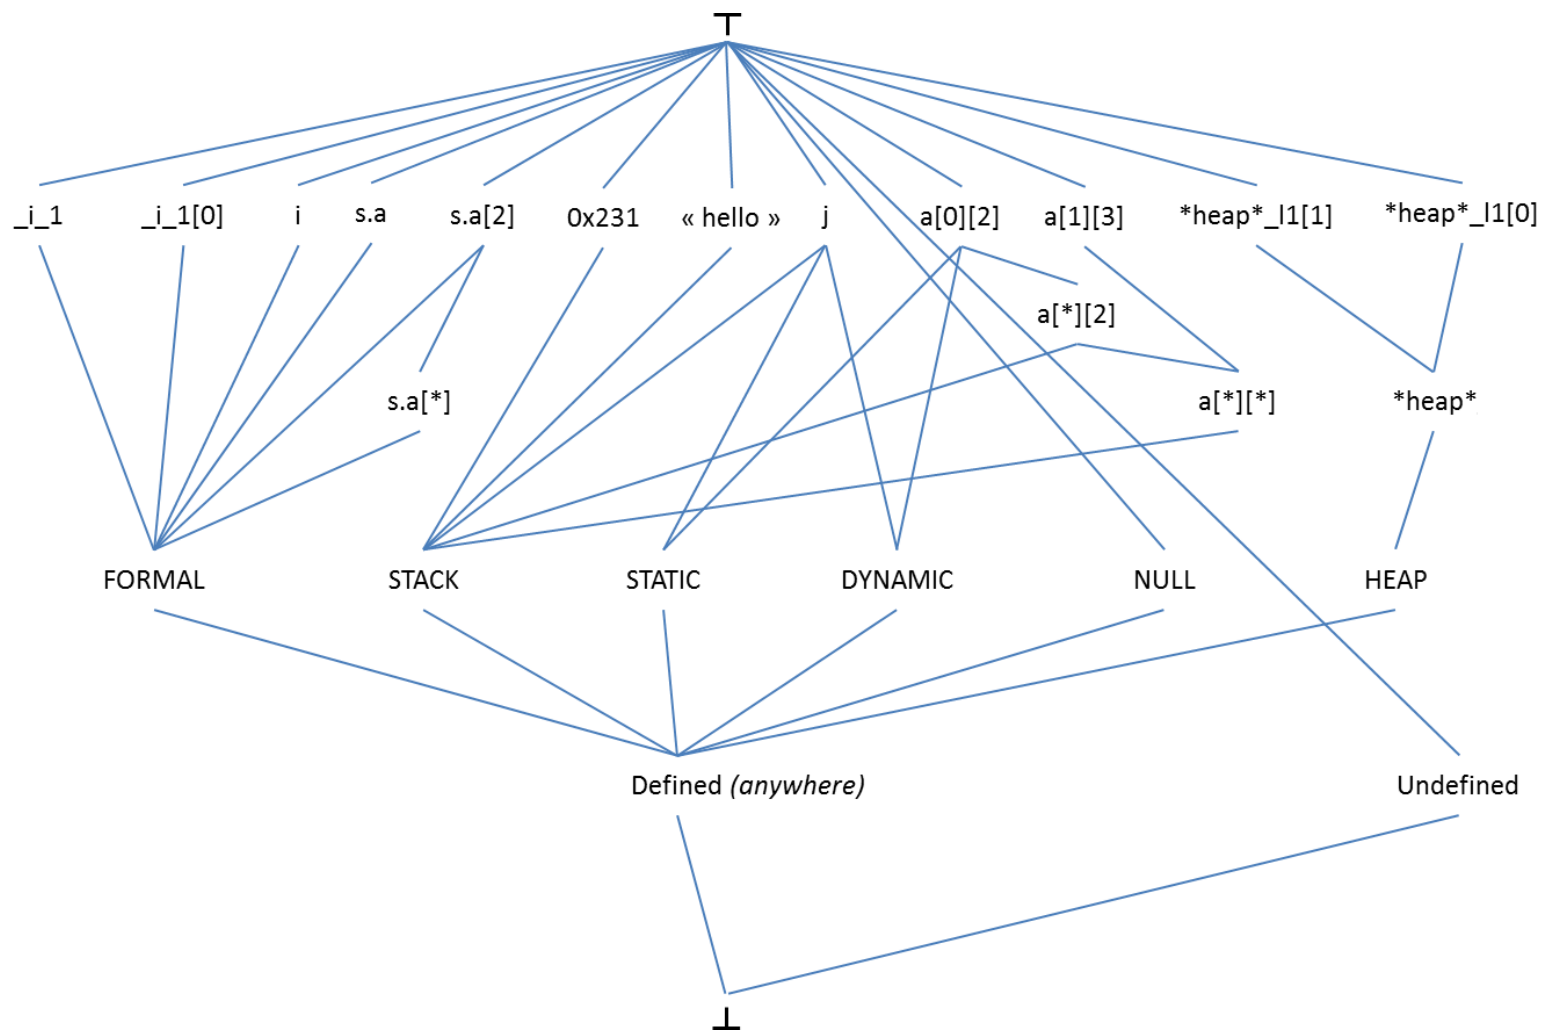 ⊤
_i_1 _i_1[0] i s.a s.a[2] 0x231 « hello » j a[0][2] a[1][3] *heap*_l1[1] *heap*_l1[0]
a[*][2]
s.a[*] a[*][*] *heap*
FORMAL STACK STATIC DYNAMIC NULL HEAP
Defined (anywhere) Undefined
⊥